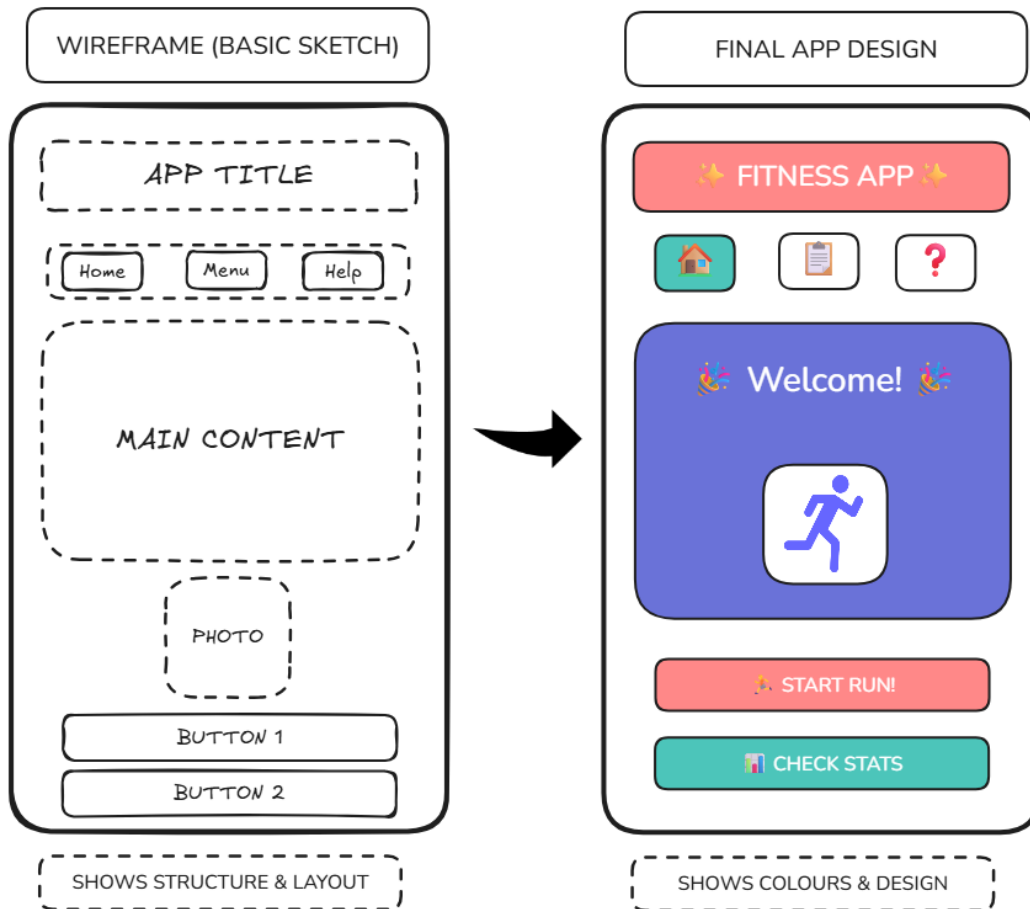 WIREFRAME (BASIC SKETCH)
APP TITLE
Home Menu Help
MAIN CONTENT
PHOTO
BUTTON 1
BUTTON 2
SHOWS STRUCTURE & LAYOUT
FINAL APP DESIGN
✨ FITNESS APP ✨
🏠 📋 ❓
🎉 Welcome! 🎉
🏃 START RUN!
📊 CHECK STATS
SHOWS COLOURS & DESIGN